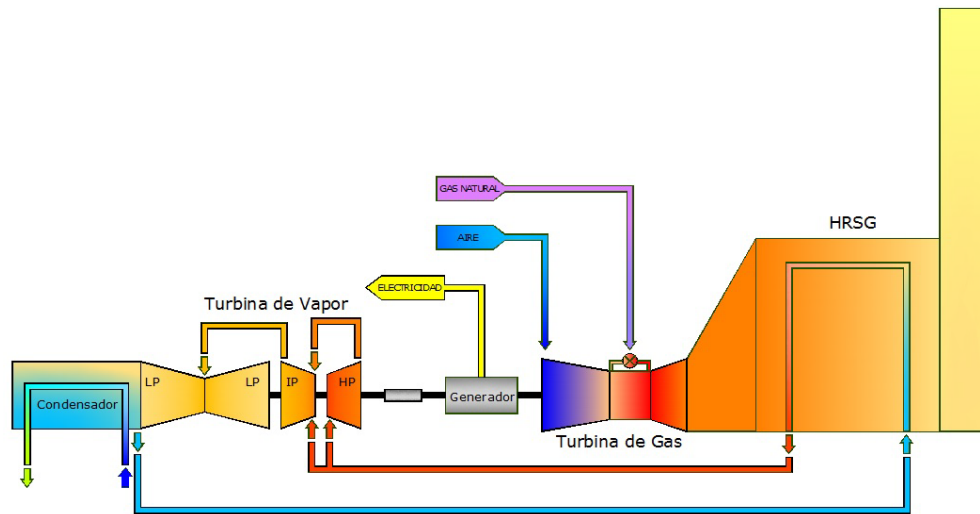 GAS NATURAL
HRSG
AIRE
ELECTRICIDAD
Turbina de Vapor
LP
LP
IP
HP
Condensador
Generador
Turbina de Gas